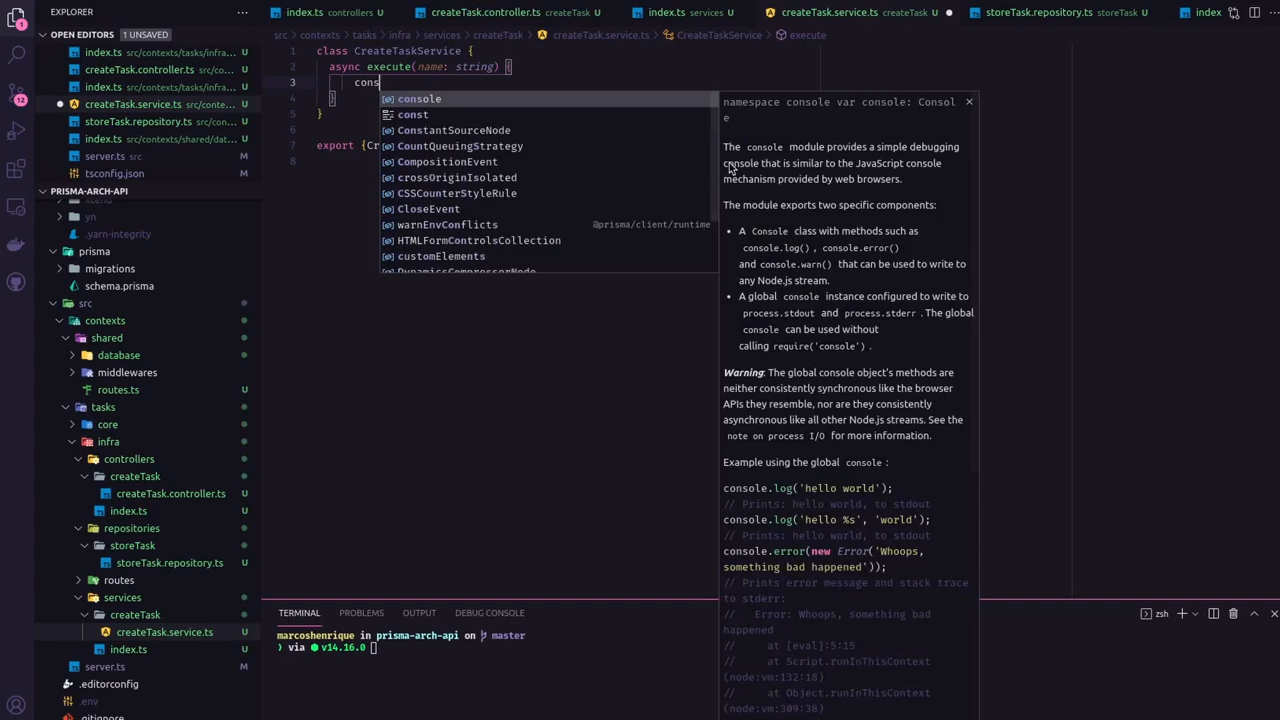 EXPLORER
index.ts controllers
createTask.controller.ts createTask
index.ts services
createTask.service.ts createTask
storeTask.repository.ts storeTask
index
OPEN EDITORS 1 UNSAVED
index.ts src/contexts/tasks/infra...
createTask.controller.ts src/co...
index.ts src/contexts/tasks/infra...
createTask.service.ts src/conte...
storeTask.repository.ts src/cont...
index.ts src/contexts/shared/dat...
server.ts src
tsconfig.json
PRISMA-ARCH-API
yn
.yarn-integrity
prisma
migrations
schema.prisma
src
contexts
shared
database
middlewares
routes.ts U
tasks
core
infra
controllers
createTask
createTask.controller.ts U
index.ts U
repositories
storeTask
storeTask.repository.ts U
routes
services
createTask
createTask.service.ts U
index.ts U
server.ts M
.editorconfig
.env
.gitignore
1
12
src > contexts > tasks > infra > services > createTask > createTask.service.ts > CreateTaskService > execute
1 class CreateTaskService {
2 async execute(name: string) {
3 cons
4 }
5 }
6
7 export {Cr
8
console
const
ConstantSourceNode
CountQueuingStrategy
CompositionEvent
crossOriginIsolated
CSSCounterStyleRule
CloseEvent
warnEnvConflicts @prisma/client/runtime
HTMLFormControlsCollection
customElements
DynamicsCompressorNode
namespace console var console: Consol
e
The console module provides a simple debugging
console that is similar to the JavaScript console
mechanism provided by web browsers.
The module exports two specific components:
• A Console class with methods such as
console.log() , console.error()
and console.warn() that can be used to write to
any Node.js stream.
• A global console instance configured to write to
process.stdout and process.stderr . The global
console can be used without
calling require('console') .
Warning: The global console object's methods are
neither consistently synchronous like the browser
APIs they resemble, nor are they consistently
asynchronous like all other Node.js streams. See the
note on process I/O for more information.
Example using the global console :
console.log('hello world');
// Prints: hello world, to stdout
console.log('hello %s', 'world');
// Prints: hello world, to stdout
console.error(new Error('Whoops,
something bad happened'));
// Prints error message and stack trace
to stderr:
// Error: Whoops, something bad
happened
// at [eval]:5:15
// at Script.runInThisContext
(node:vm:132:18)
// at Object.runInThisContext
(node:vm:309:38)
TERMINAL PROBLEMS OUTPUT DEBUG CONSOLE
zsh
marcoshenrique in prisma-arch-api on master
) via v14.16.0